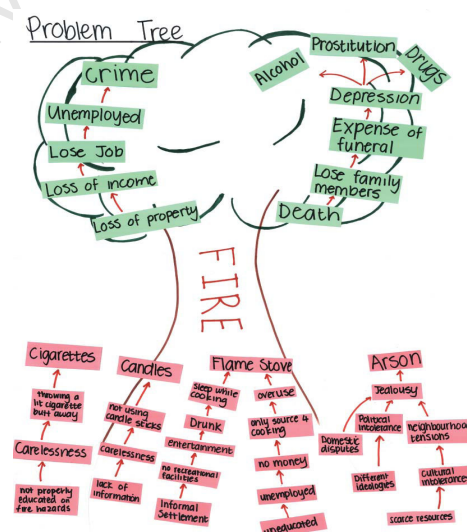 Problem Tree
Prostitution
Alcohol
Drugs
Crime
Depression
Unemployed
Expense of
funeral
Lose Job
Loss of income
Lose family
members
Loss of property
Death
FIRE
Cigarettes
throwing a
lit cigarette
butt away
Carelessness
not properly
educated on
fire hazards
Candles
not using
candle sticks
carelessness
lack of
information
Flame Stove
sleep while
cooking
Drunk
entertainment
no recreational
facilities
Informal
Settlement
overuse
only source 4
cooking
no money
unemployed
uneducated
Arson
Jealousy
Domestic
disputes
Political
intolerance
Different
ideologies
neighbourhood
tensions
cultural
intolerance
scarce resources